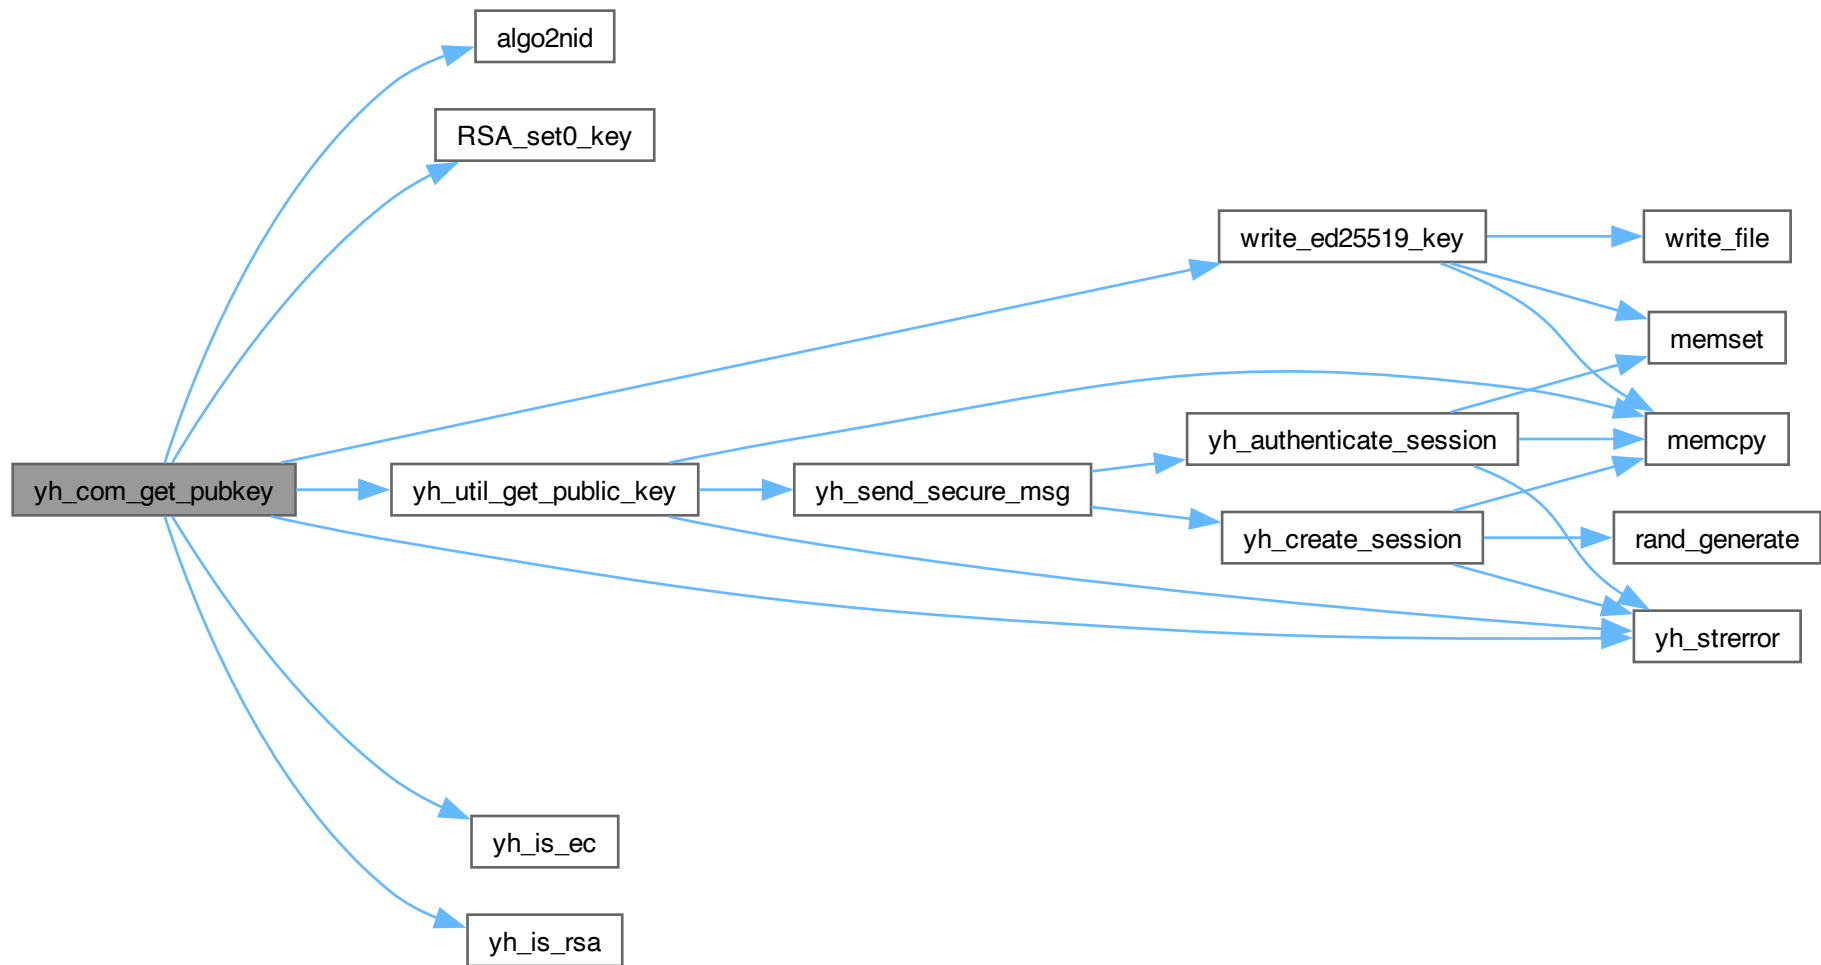 algo2nid
RSA_set0_key
write_ed25519_key
write_file
memset
yh_authenticate_session
memcpy
yh_com_get_pubkey
yh_util_get_public_key
yh_send_secure_msg
yh_create_session
rand_generate
yh_strerror
yh_is_ec
yh_is_rsa